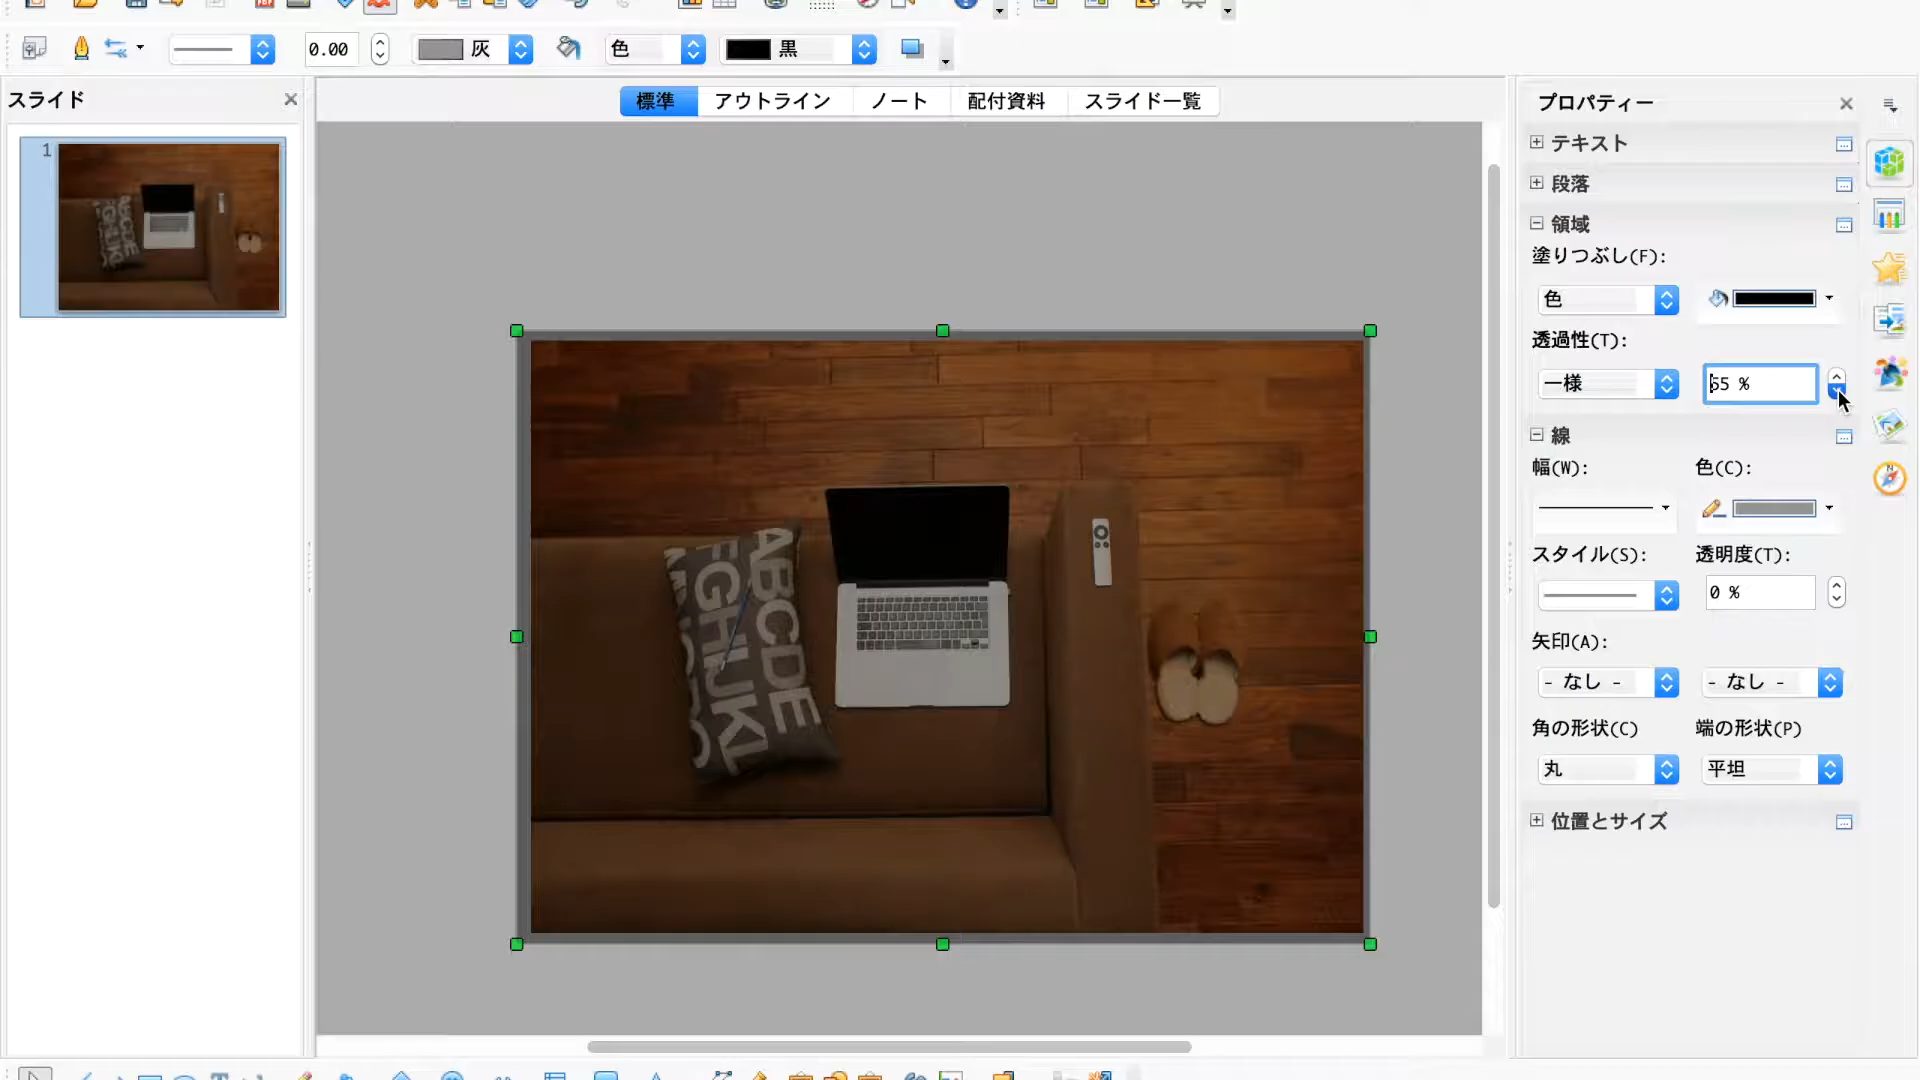 0.00 灰 色 黒
スライド
標準 アウトライン ノート 配付資料 スライド一覧
プロパティー
1
テキスト
段落
領域
塗りつぶし(F):
色
透過性(T):
一様 55 %
線
幅(W): 色(C):
スタイル(S): 透明度(T):
0 %
矢印(A):
- なし - - なし -
角の形状(C) 端の形状(P)
丸 平坦
位置とサイズ
ABCDE
FGHIJKL